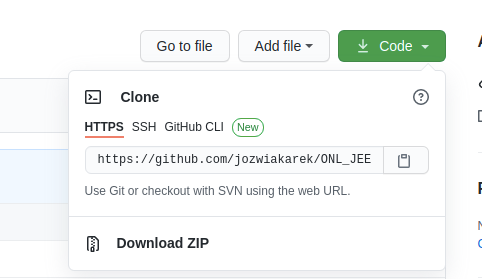 Go to file Add file Code
Clone
HTTPS SSH GitHub CLI New
https://github.com/jozwiakarek/ONL_JEE
Use Git or checkout with SVN using the web URL.
Download ZIP